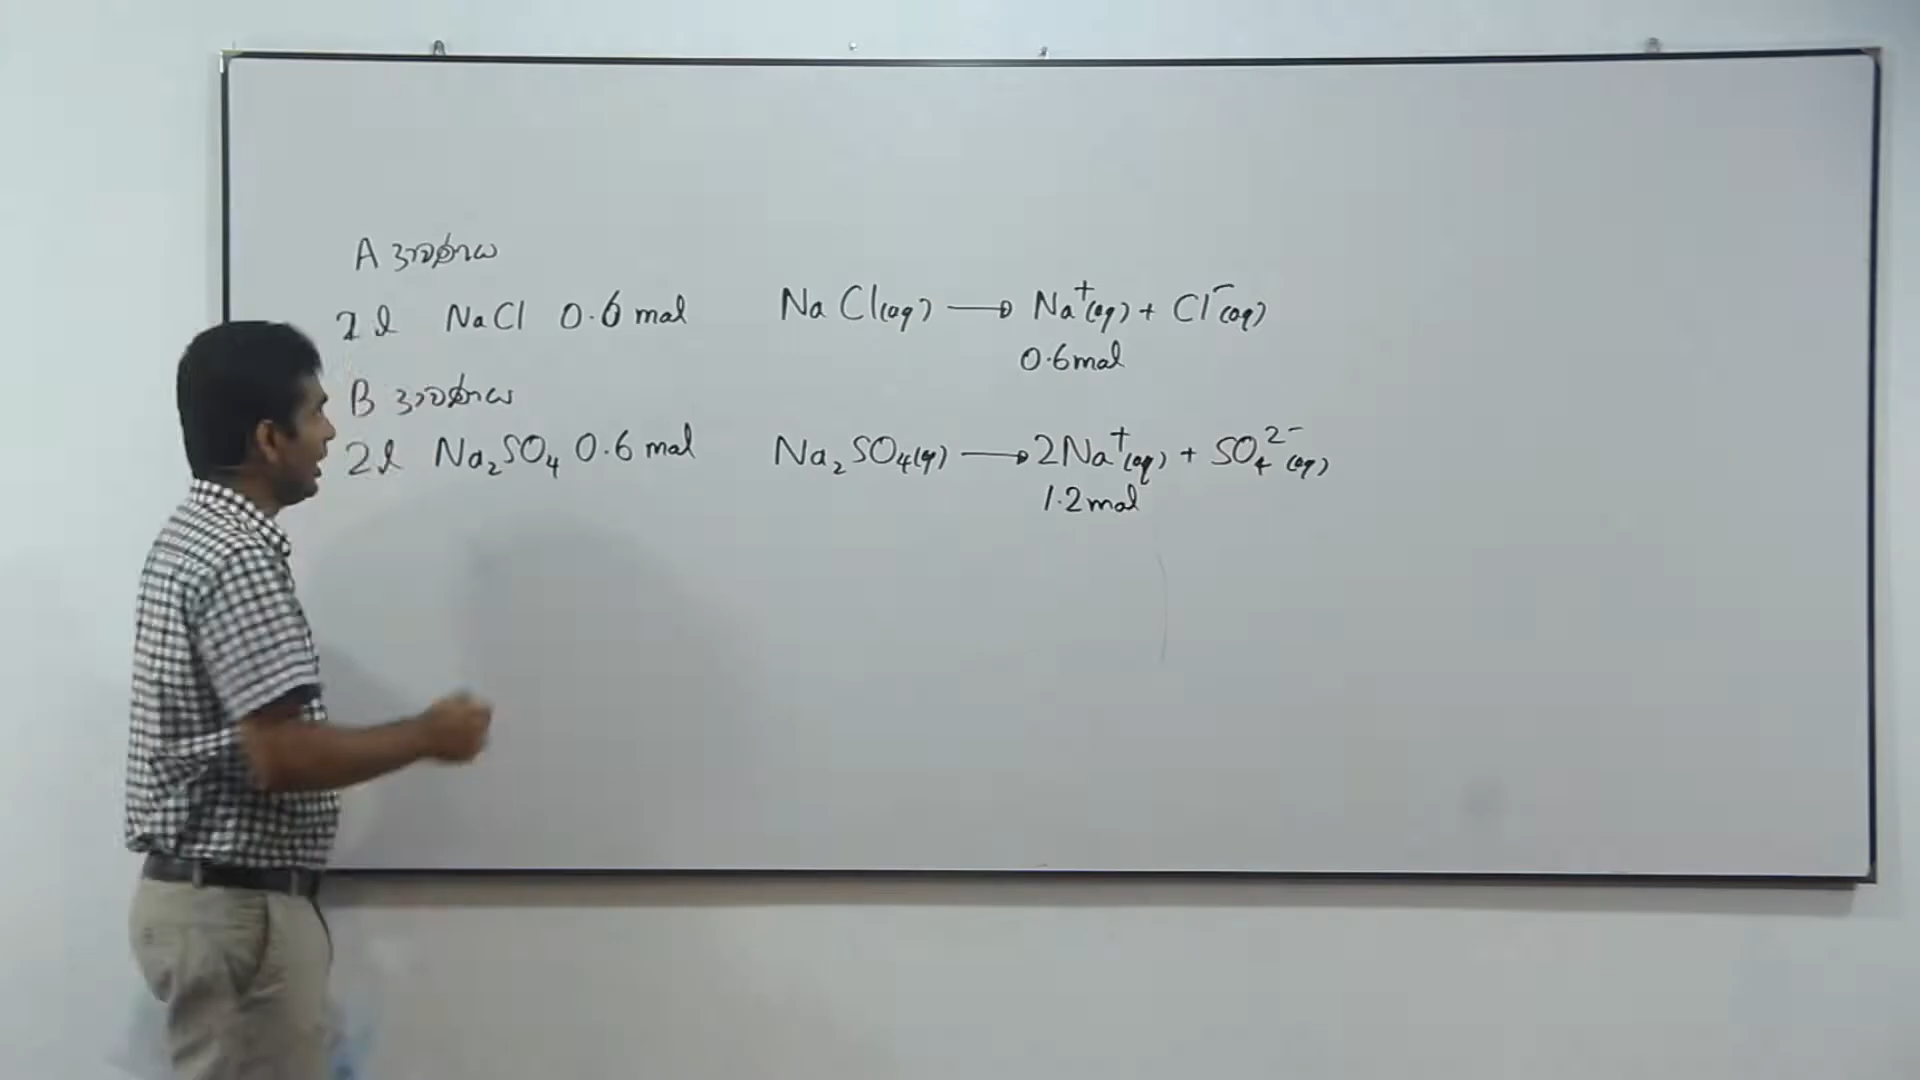 A ද්‍රාවණය
2 l NaCl 0.6 mol
NaCl(aq) → Na⁺(aq) + Cl⁻(aq)
0.6 mol
B ද්‍රාවණය
2 l Na₂SO₄ 0.6 mol
Na₂SO₄(aq) → 2Na⁺(aq) + SO₄²⁻(aq)
1.2 mol